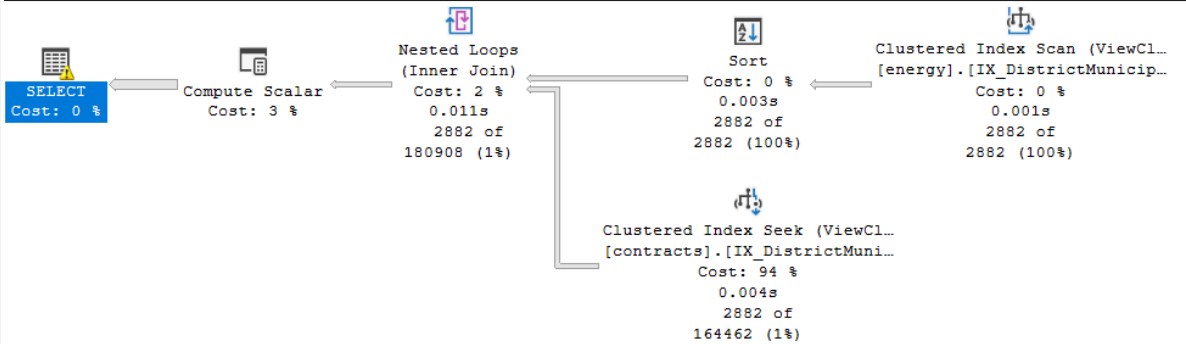 SELECT
Cost: 0 %
Compute Scalar
Cost: 3 %
Nested Loops
(Inner Join)
Cost: 2 %
0.011s
2882 of
180908 (1%)
Sort
Cost: 0 %
0.003s
2882 of
2882 (100%)
Clustered Index Scan (ViewCl…
[energy].[IX_DistrictMunicip…
Cost: 0 %
0.001s
2882 of
2882 (100%)
Clustered Index Seek (ViewCl…
[contracts].[IX_DistrictMuni…
Cost: 94 %
0.004s
2882 of
164462 (1%)